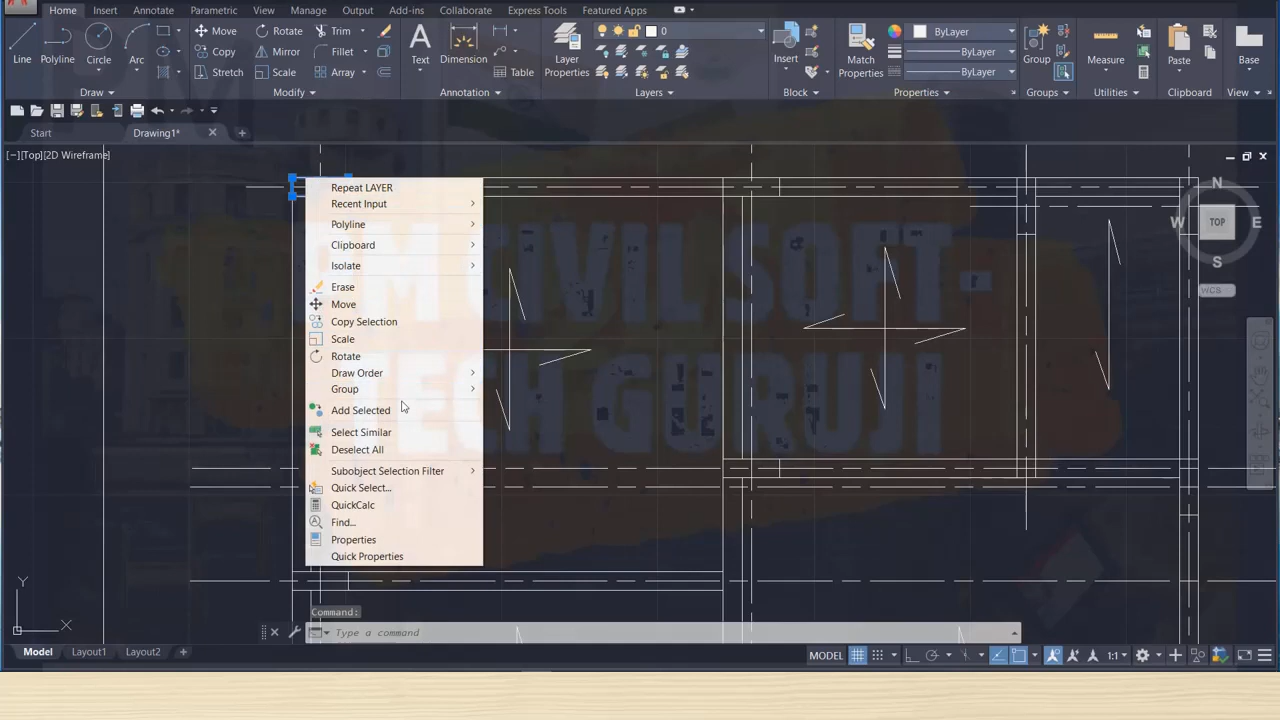 Home Insert Annotate Parametric View Manage Output Add-ins Collaborate Express Tools Featured Apps
Line Polyline Circle Arc
Move Rotate Trim
Copy Mirror Fillet
Stretch Scale Array
Text Dimension Table
Layer Properties
0
Insert
Match Properties
ByLayer
ByLayer
ByLayer
Group Measure Paste Base
Draw Modify Annotation Layers Block Properties Groups Utilities Clipboard View
Start Drawing1*
[−][Top][2D Wireframe]
N
W TOP E
S
WCS
Repeat LAYER
Recent Input
Polyline
Clipboard
Isolate
Erase
Move
Copy Selection
Scale
Rotate
Draw Order
Group
Add Selected
Select Similar
Deselect All
Subobject Selection Filter
Quick Select...
QuickCalc
Find...
Properties
Quick Properties
CIVIL SOFT-
TECH GURUJI
Y
X
Command:
Type a command
Model Layout1 Layout2 +
MODEL 1:1